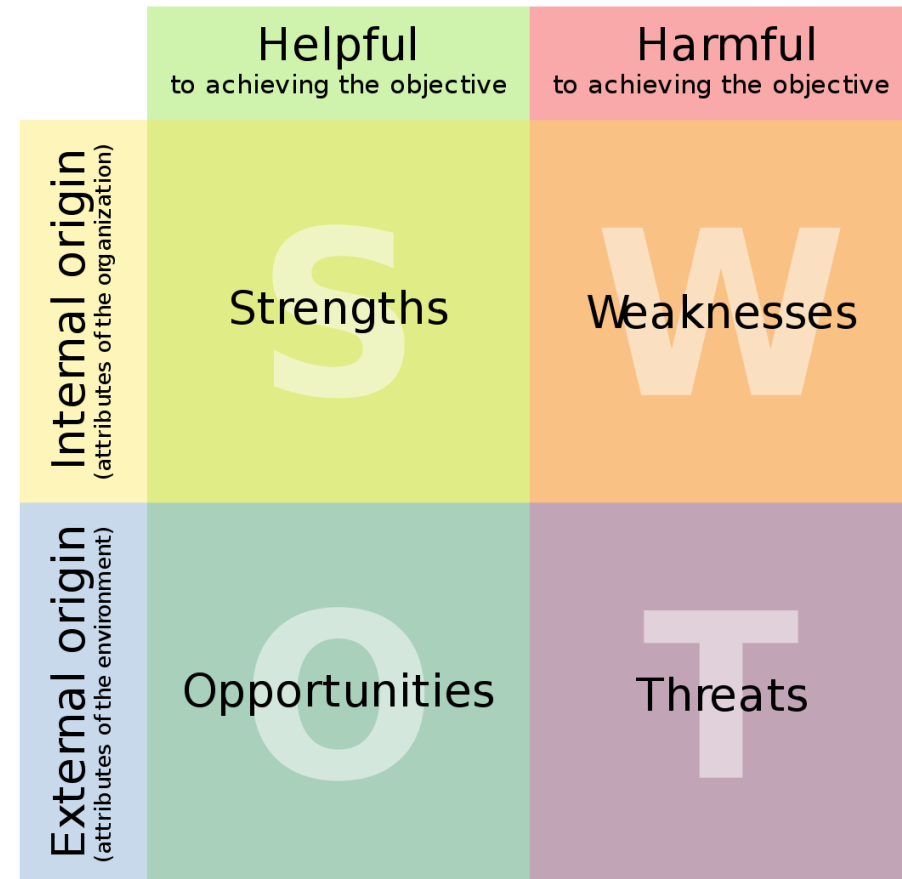 Helpful
to achieving the objective
Harmful
to achieving the objective
Internal origin
(attributes of the organization)
S
Strengths
W
Weaknesses
External origin
(attributes of the environment)
O
Opportunities
T
Threats